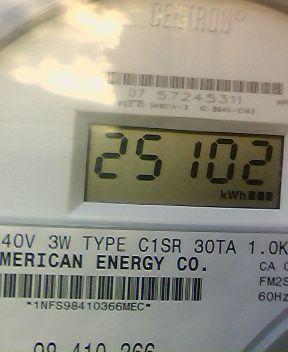 CENTRON®
07 57245311
25102
kWh
40V 3W TYPE C1SR 30TA 1.0K
MERICAN ENERGY CO.
CA 0
FM2S
60Hz
*1NFS98410366MEC*
98 410 366